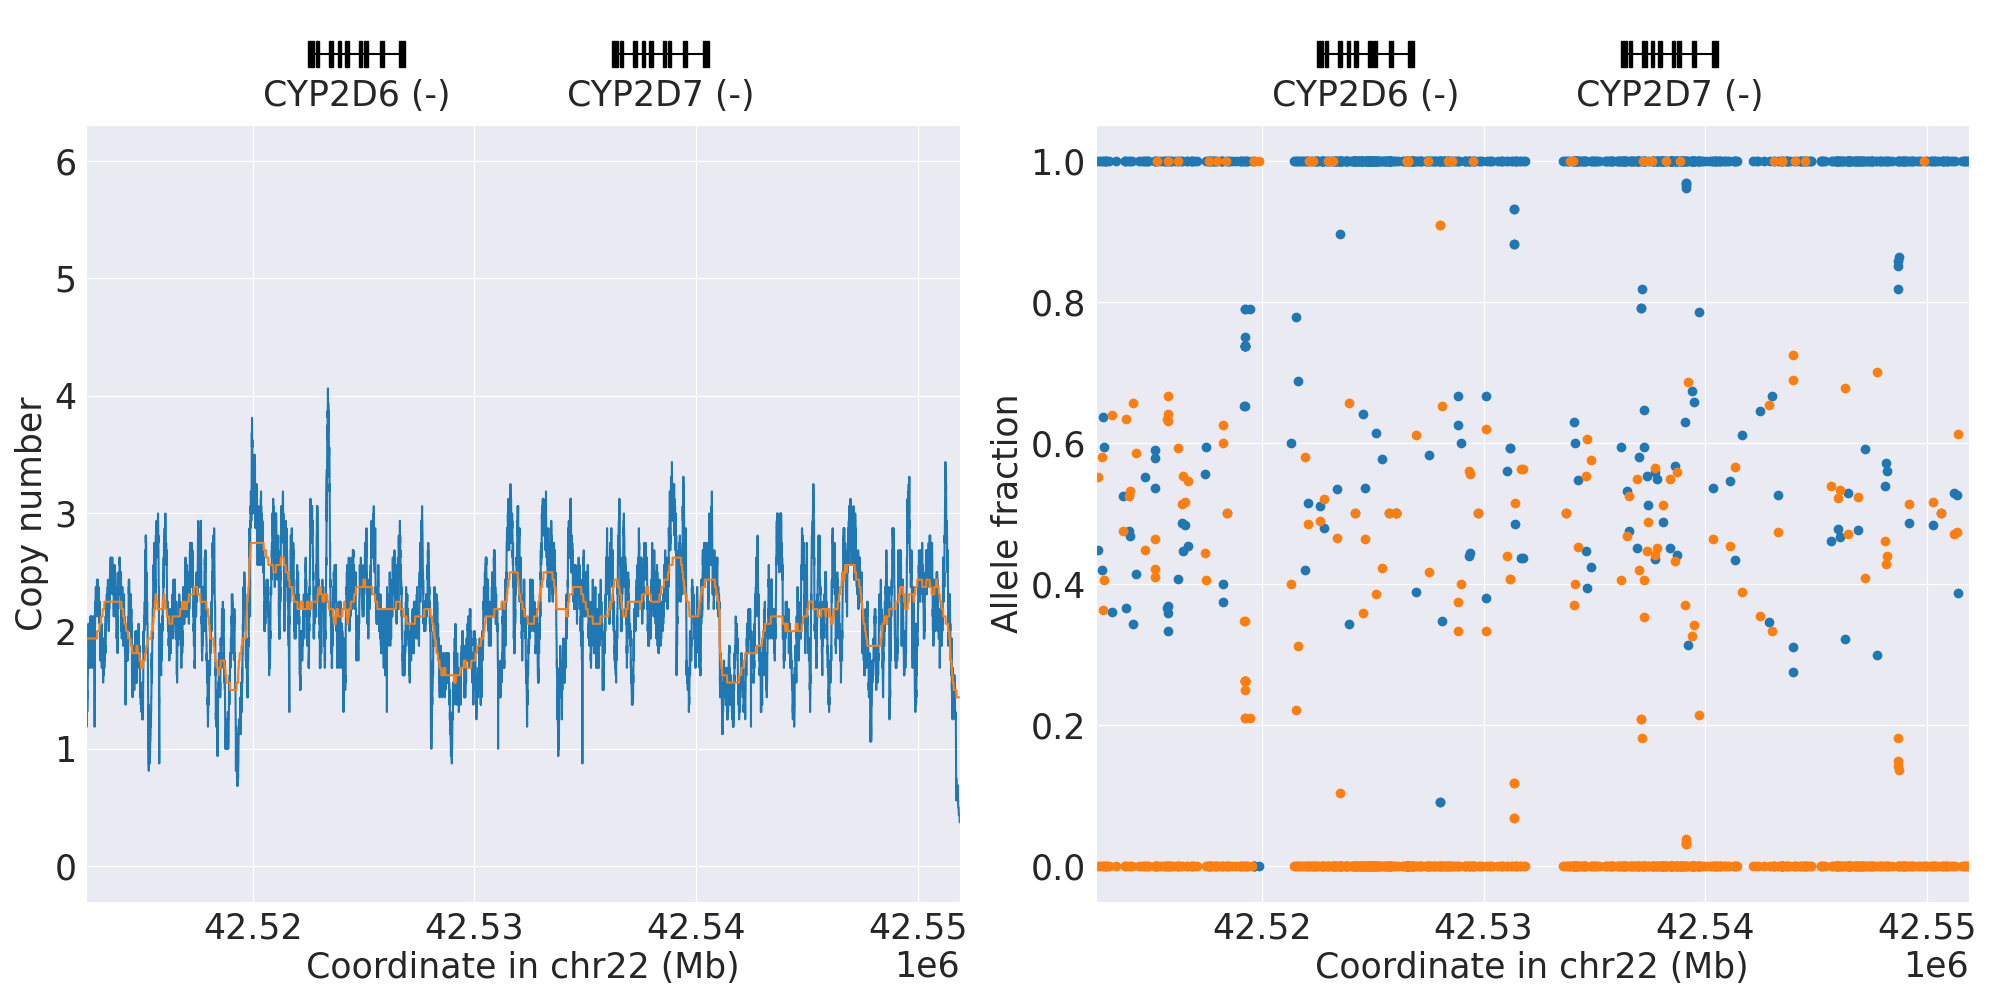 CYP2D6 (-) CYP2D7 (-)
Copy number
6
5
4
3
2
1
0
42.52 42.53 42.54 42.55
Coordinate in chr22 (Mb)
1e6
CYP2D6 (-) CYP2D7 (-)
Allele fraction
1.0
0.8
0.6
0.4
0.2
0.0
42.52 42.53 42.54 42.55
Coordinate in chr22 (Mb)
1e6